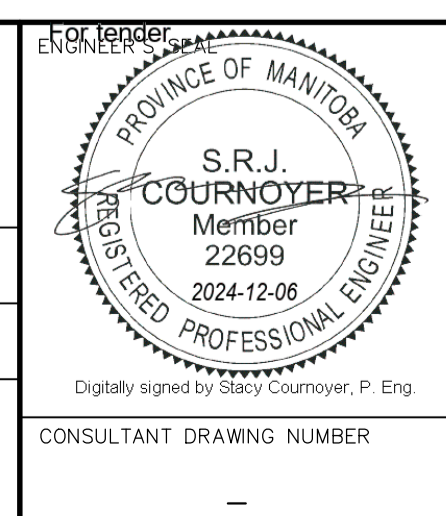 For tender
ENGINEER'S SEAL
PROVINCE OF MANITOBA
S.R.J.
COURNOYER
Member
22699
2024-12-06
REGISTERED PROFESSIONAL ENGINEER
Digitally signed by Stacy Cournoyer, P. Eng.
CONSULTANT DRAWING NUMBER
–